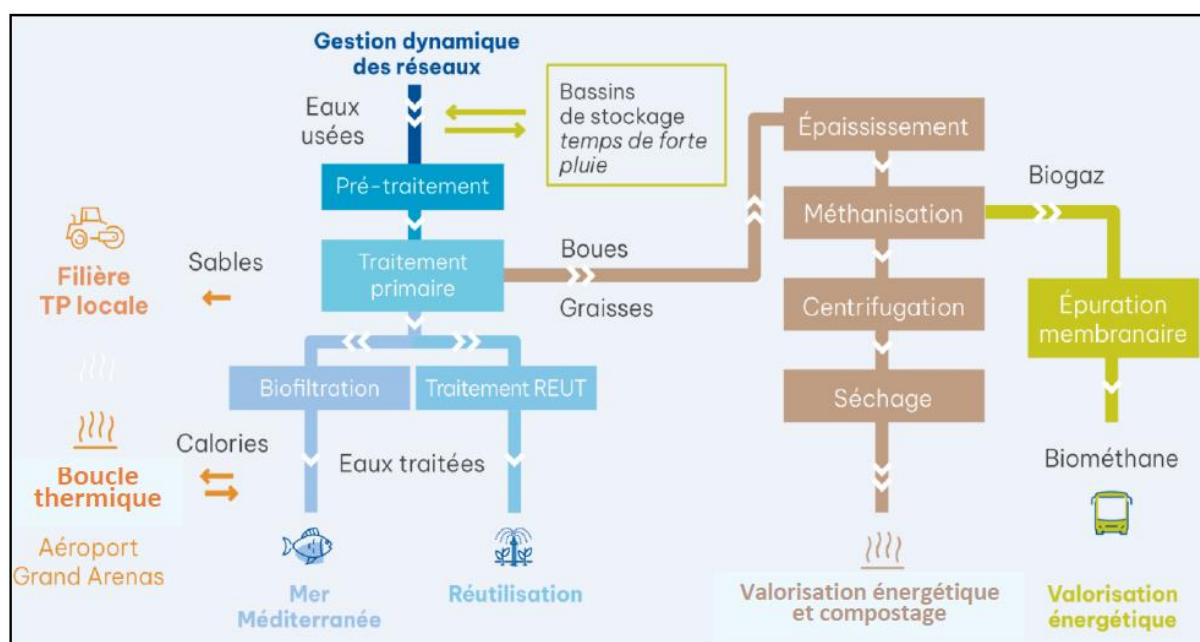 Gestion dynamique
des réseaux
Eaux
usées
Bassins
de stockage
temps de forte
pluie
Pré-traitement
Traitement
primaire
Sables
Filière
TP locale
Boues
Graisses
Biofiltration
Traitement REUT
Calories
Boucle
thermique
Aéroport
Grand Arenas
Eaux traitées
Mer
Méditerranée
Réutilisation
Épaississement
Méthanisation
Centrifugation
Séchage
Valorisation énergétique
et compostage
Biogaz
Épuration
membranaire
Biométhane
Valorisation
énergétique